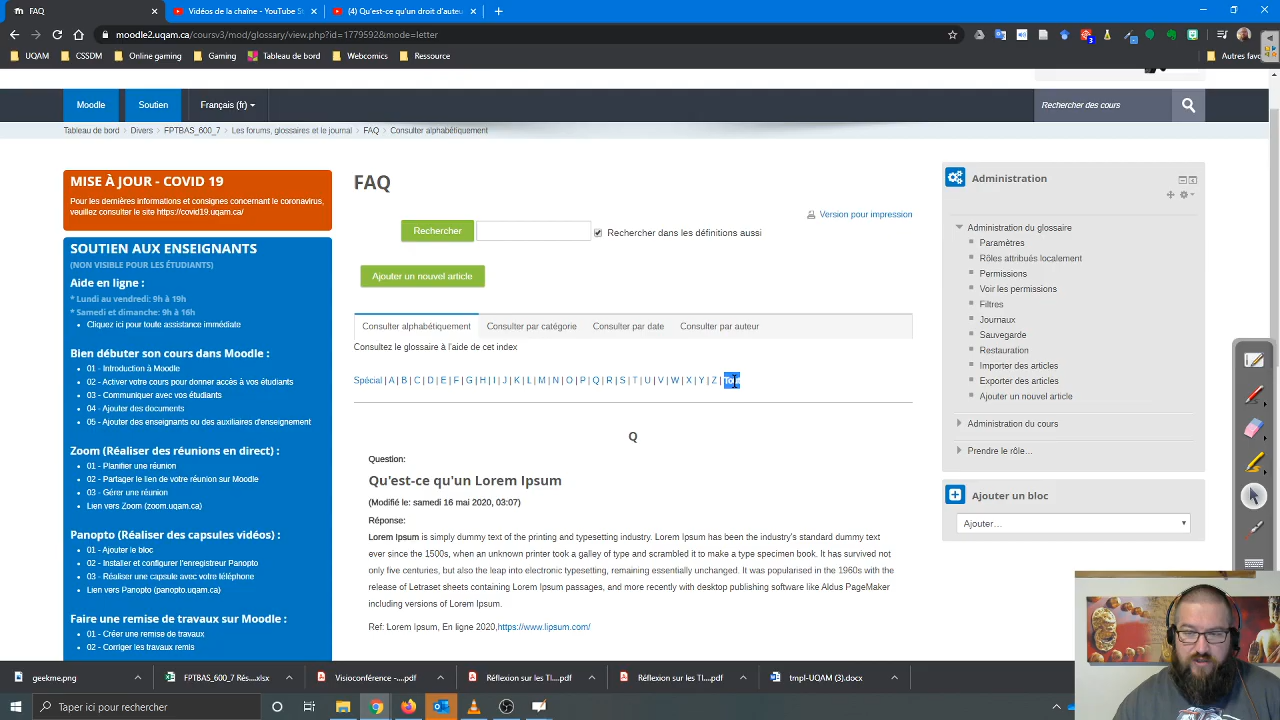 FAQ
Vidéos de la chaîne - YouTube St
(4) Qu'est-ce qu'un droit d'auteu
moodle2.uqam.ca/coursv3/mod/glossary/view.php?id=1779592&mode=letter
UQAM
CSSDM
Online gaming
Gaming
Tableau de bord
Webcomics
Ressource
Autres favo
Moodle
Soutien
Français (fr)
Rechercher des cours
Tableau de bord
Divers
FPTBAS_600_7
Les forums, glossaires et le journal
FAQ
Consulter alphabétiquement
MISE À JOUR - COVID 19
Pour les dernières informations et consignes concernant le coronavirus,
veuillez consulter le site https://covid19.uqam.ca/
SOUTIEN AUX ENSEIGNANTS
(NON VISIBLE POUR LES ÉTUDIANTS)
Aide en ligne :
* Lundi au vendredi: 9h à 19h
* Samedi et dimanche: 9h à 16h
Cliquez ici pour toute assistance immédiate
Bien débuter son cours dans Moodle :
01 - Introduction à Moodle
02 - Activer votre cours pour donner accès à vos étudiants
03 - Communiquer avec vos étudiants
04 - Ajouter des documents
05 - Ajouter des enseignants ou des auxiliaires d'enseignement
Zoom (Réaliser des réunions en direct) :
01 - Planifier une réunion
02 - Partager le lien de votre réunion sur Moodle
03 - Gérer une réunion
Lien vers Zoom (zoom.uqam.ca)
Panopto (Réaliser des capsules vidéos) :
01 - Ajouter le bloc
02 - Installer et configurer l'enregistreur Panopto
03 - Réaliser une capsule avec votre téléphone
Lien vers Panopto (panopto.uqam.ca)
Faire une remise de travaux sur Moodle :
01 - Créer une remise de travaux
02 - Corriger les travaux remis
FAQ
Version pour impression
Rechercher
Rechercher dans les définitions aussi
Ajouter un nouvel article
Consulter alphabétiquement
Consulter par catégorie
Consulter par date
Consulter par auteur
Consultez le glossaire à l'aide de cet index
Spécial | A | B | C | D | E | F | G | H | I | J | K | L | M | N | O | P | Q | R | S | T | U | V | W | X | Y | Z |
Q
Question:
Qu'est-ce qu'un Lorem Ipsum
(Modifié le: samedi 16 mai 2020, 03:07)
Réponse:
Lorem Ipsum is simply dummy text of the printing and typesetting industry. Lorem Ipsum has been the industry's standard dummy text
ever since the 1500s, when an unknown printer took a galley of type and scrambled it to make a type specimen book. It has survived not
only five centuries, but also the leap into electronic typesetting, remaining essentially unchanged. It was popularised in the 1960s with the
release of Letraset sheets containing Lorem Ipsum passages, and more recently with desktop publishing software like Aldus PageMaker
including versions of Lorem Ipsum.
Ref: Lorem Ipsum, En ligne 2020,https://www.lipsum.com/
Administration
Administration du glossaire
Paramètres
Rôles attribués localement
Permissions
Voir les permissions
Filtres
Journaux
Sauvegarde
Restauration
Importer des articles
Exporter des articles
Ajouter un nouvel article
Administration du cours
Prendre le rôle…
Ajouter un bloc
Ajouter…
geekme.png
FPTBAS_600_7 Rés....xlsx
Visioconférence -....pdf
Réflexion sur les TI....pdf
Réflexion sur les TI....pdf
tmpl-UQAM (3).docx
Taper ici pour rechercher